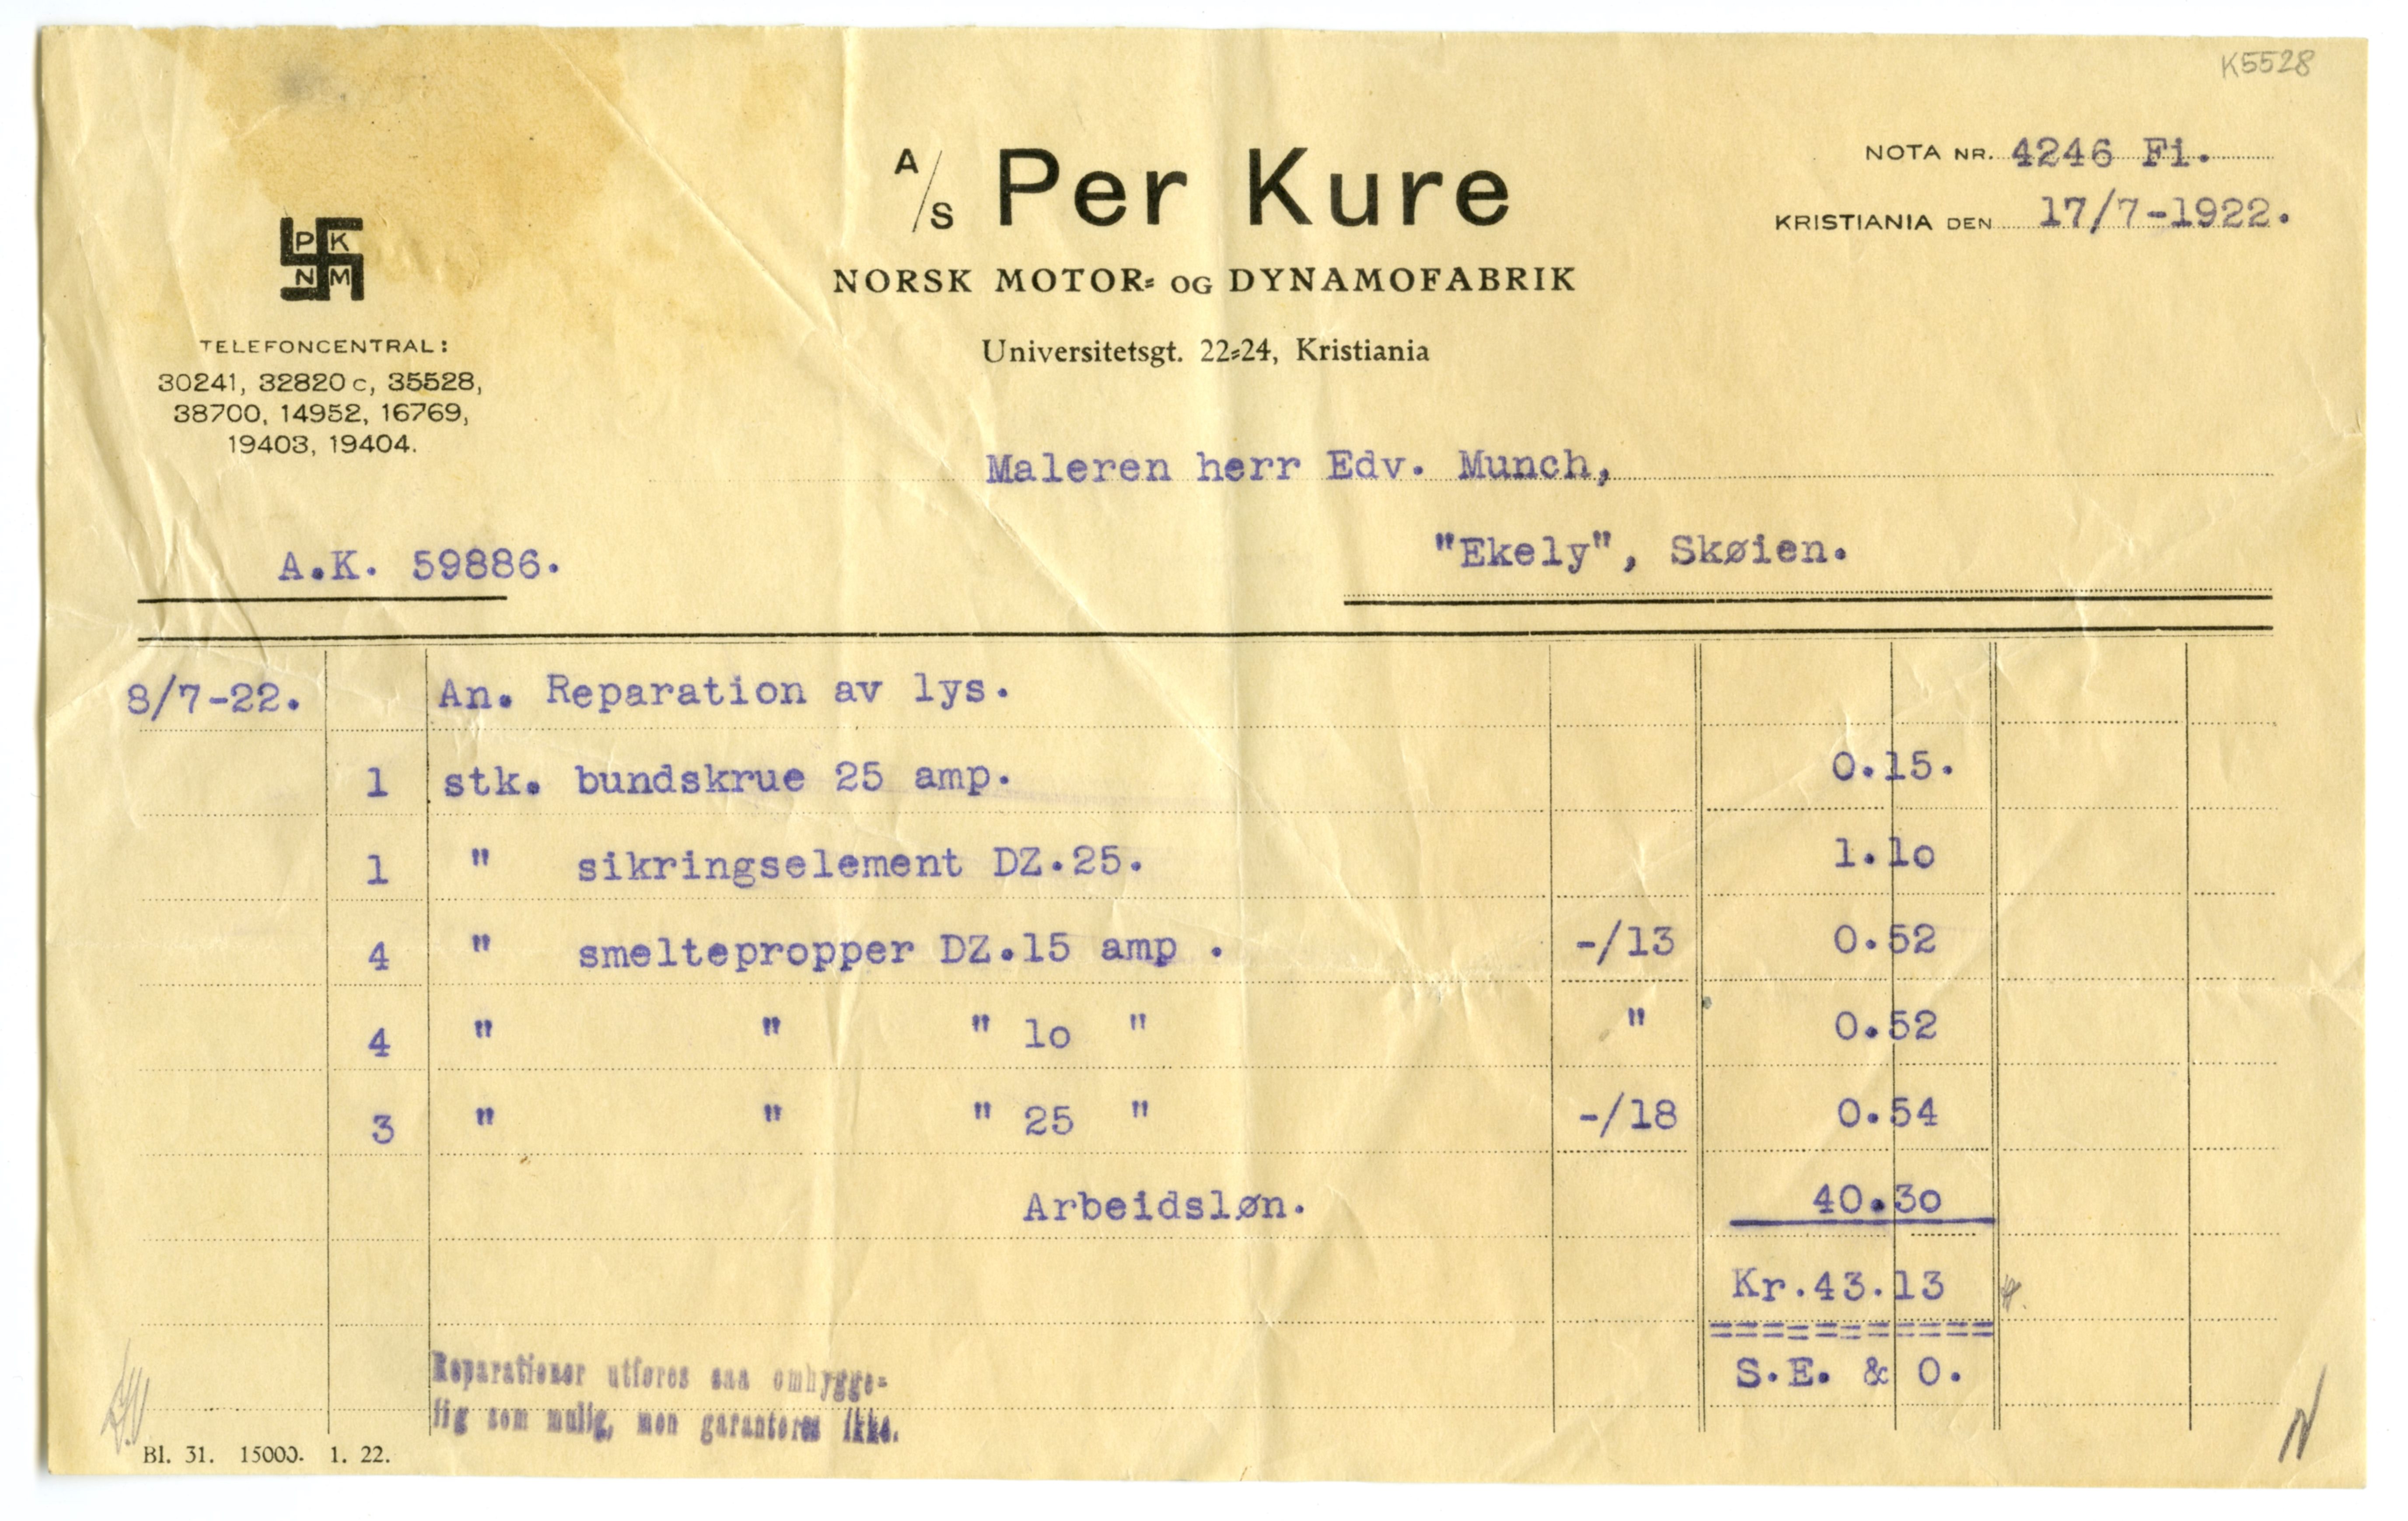 K5528
A/S Per Kure
NORSK MOTOR= OG DYNAMOFABRIK
Universitetsgt. 22=24, Kristiania
NOTA NR. 4246 Fi.
KRISTIANIA DEN 17/7-1922.
P K
N M
TELEFONCENTRAL:
30241, 32820 c, 35528,
38700, 14952, 16769,
19403, 19404.
Maleren herr Edv. Munch,
"Ekely", Skøien.
A.K. 59886.
8/7-22. An. Reparation av lys.
1 stk. bundskrue 25 amp. 0.15.
1 " sikringselement DZ.25. 1.1o
4 " smeltepropper DZ.15 amp . -/13 0.52
4 " " " 1o " " 0.52
3 " " " 25 " -/18 0.54
Arbeidsløn. 40.3o
Kr.43.13
===========
S.E. & O.
Reparationer utføres saa omhygge=
lig som mulig, men garanteres ikke.
Bl. 31. 15000. 1. 22.